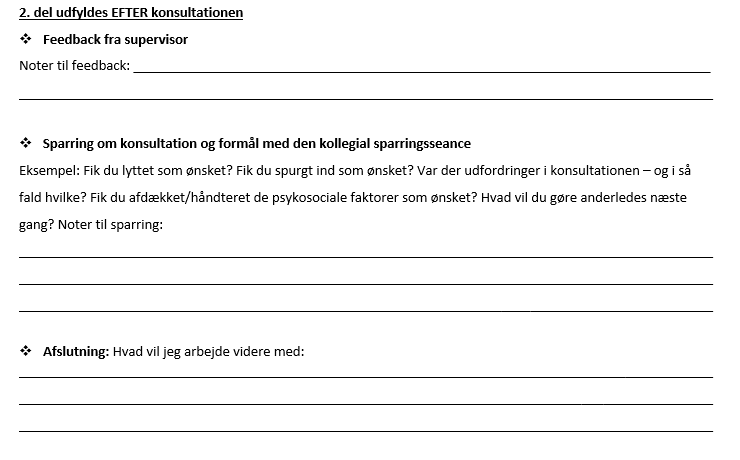 2. del udfyldes EFTER konsultationen
❖ Feedback fra supervisor
Noter til feedback:
❖ Sparring om konsultation og formål med den kollegial sparringsseance
Eksempel: Fik du lyttet som ønsket? Fik du spurgt ind som ønsket? Var der udfordringer i konsultationen – og i så
fald hvilke? Fik du afdækket/håndteret de psykosociale faktorer som ønsket? Hvad vil du gøre anderledes næste
gang? Noter til sparring:
❖ Afslutning: Hvad vil jeg arbejde videre med: